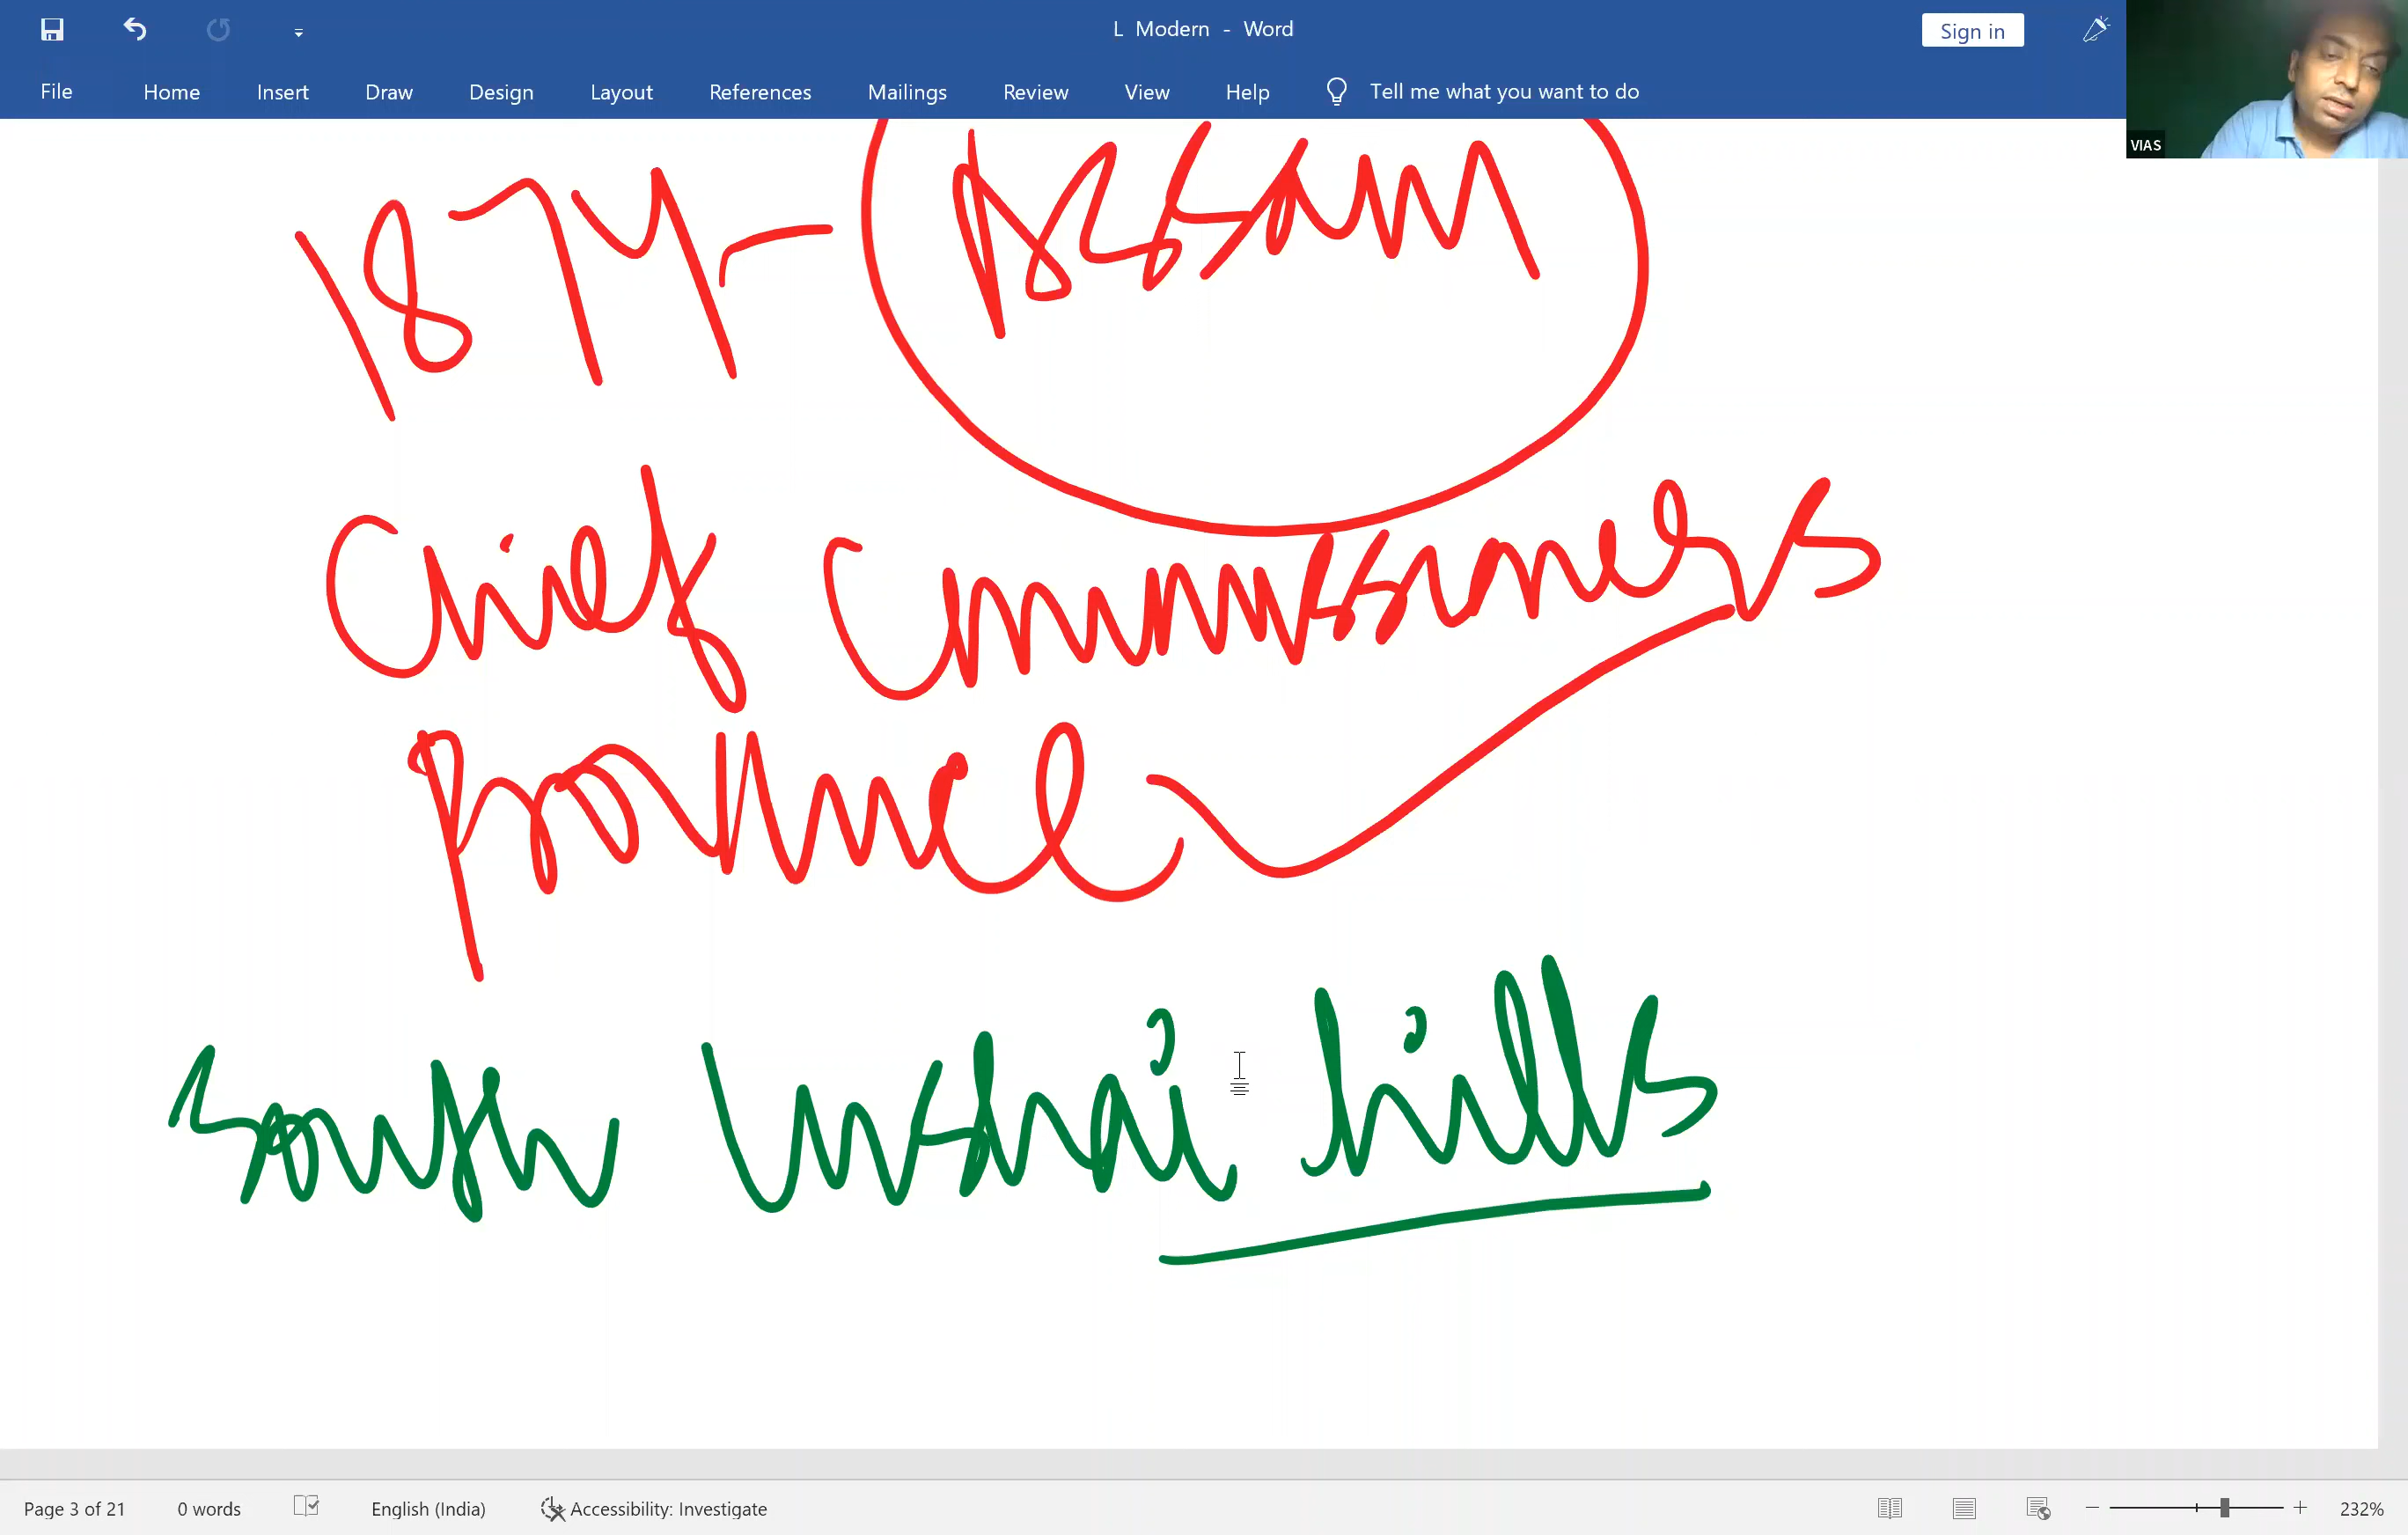 L Modern - Word
Sign in
File Home Insert Draw Design Layout References Mailings Review View Help Tell me what you want to do
VIAS
1874 - Assam
Chief Commissioners
province
South lushai hills
Page 3 of 21 0 words English (India) Accessibility: Investigate 232%